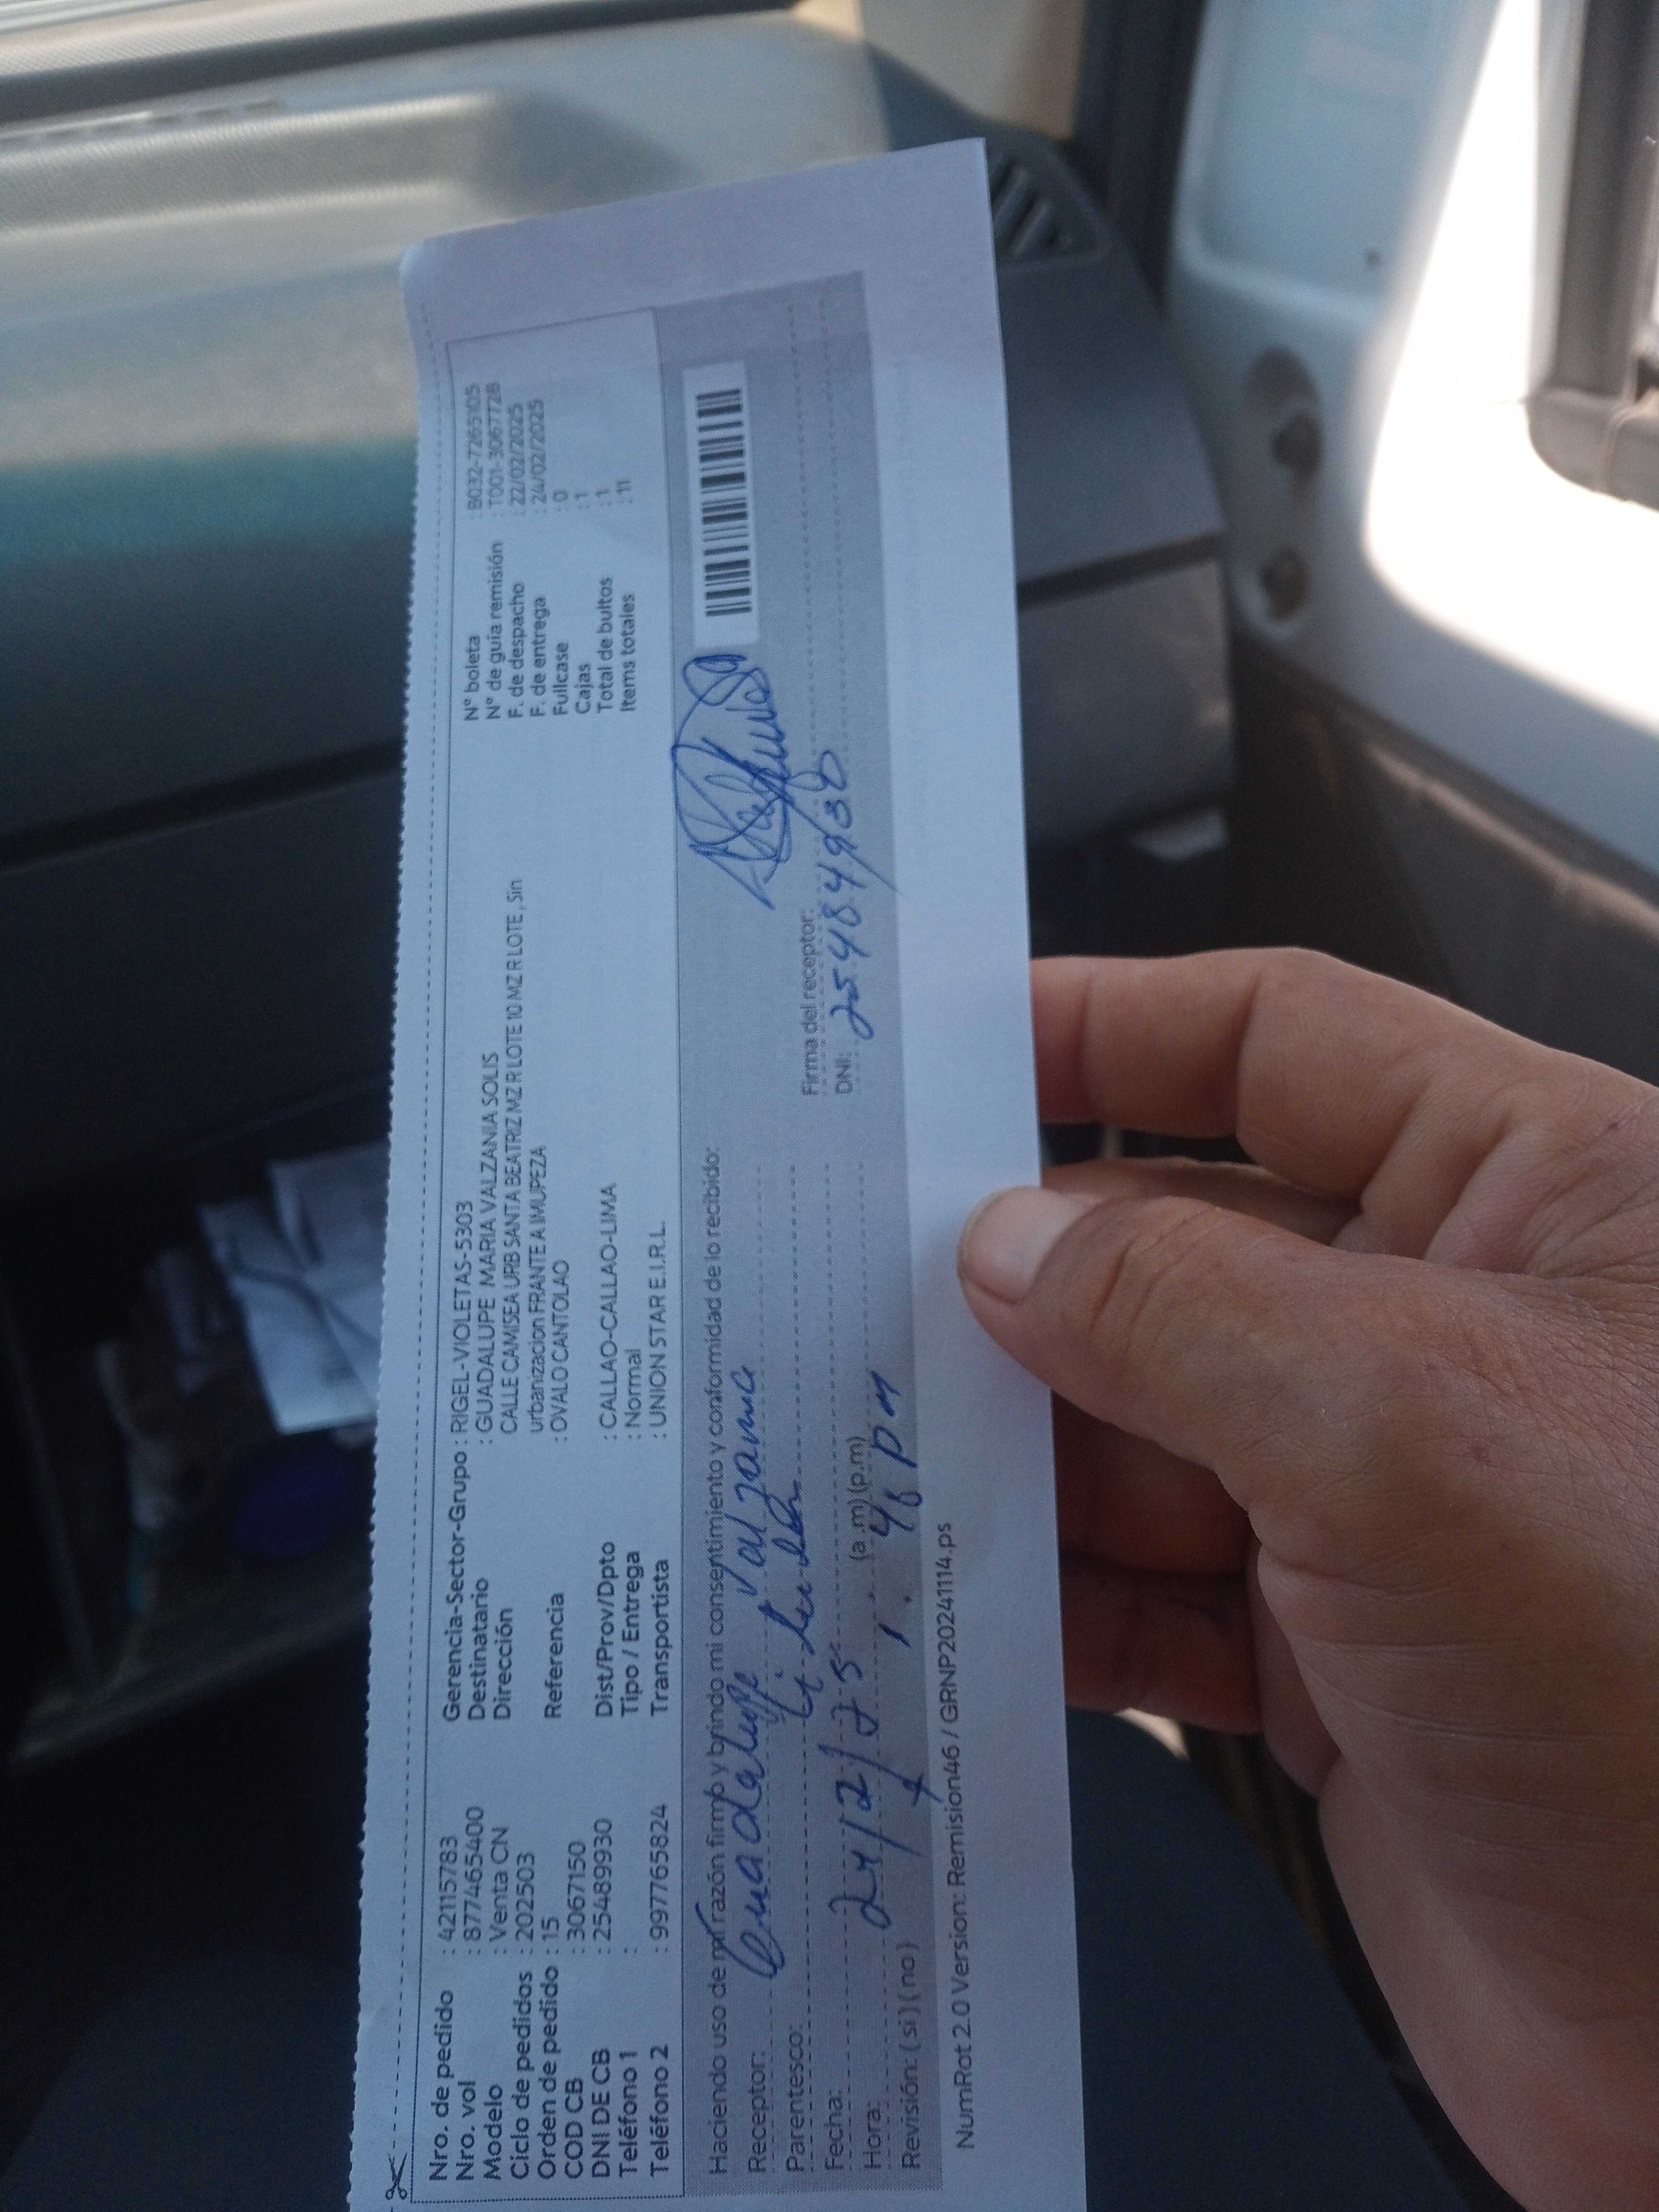 Nro. de pedido : 42115783
Nro. vol : 877465400
Modelo : Venta CN
Ciclo de pedidos : 202503
Orden de pedido : 15
COD CB : 3067150
DNI DE CB : 25489930
Teléfono 1 :
Teléfono 2 : 997765824
Gerencia-Sector-Grupo : RIGEL-VIOLETAS-5303
Destinatario : GUADALUPE MARIA VALZANIA SOLIS
Dirección CALLE CAMISEA URB SANTA BEATRIZ MZ R LOTE 10 MZ R LOTE , Sin
urbanizacion FRANTE A IMUPEZA
Referencia : OVALO CANTOLAO
Dist/Prov/Dpto : CALLAO-CALLAO-LIMA
Tipo / Entrega : Normal
Transportista : UNION STAR E.I.R.L.
N° boleta : B032-7265105
N° de guía remisión : T001-3067728
F. de despacho : 22/02/2025
F. de entrega : 24/02/2025
Fullcase : 0
Cajas : 1
Total de bultos : 1
Items totales : 11
Haciendo uso de mi razón firmo y brindo mi consentimiento y conformidad de lo recibido:
Receptor: Guadalupe Valzania
Parentesco:
Fecha: 24/2/25
Hora: 1. 46 pm (a.m) (p.m)
Revisión: ( si ) ( no )
Firma del receptor:
DNI:
NumRot 2.0 Version: Remision46 / GRNP20241114.ps